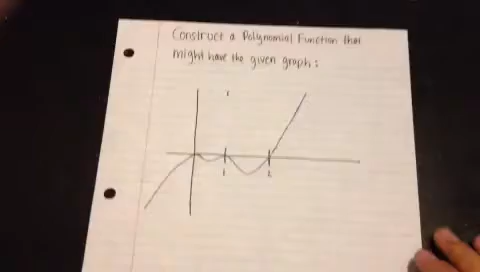 Construct a Polynomial Function that
might have the given graph:
1 2